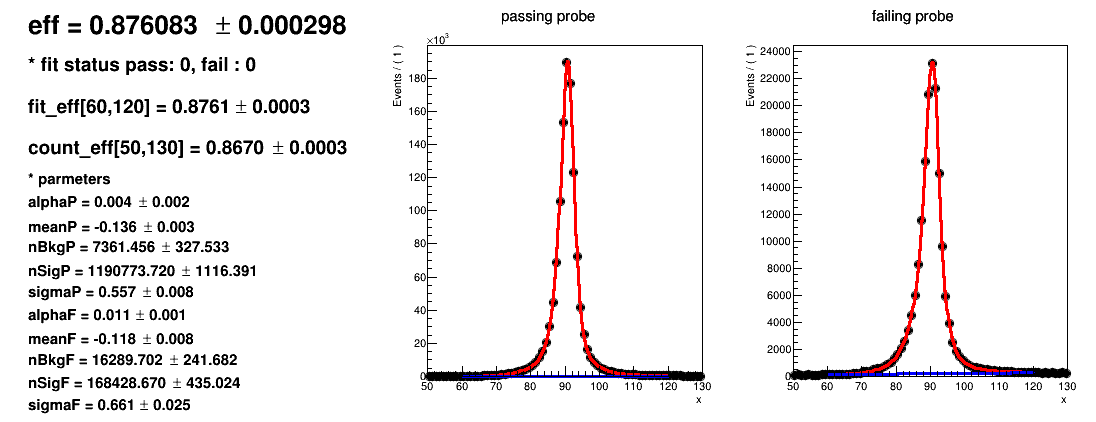 eff = 0.876083 ± 0.000298
* fit status pass: 0, fail : 0
fit_eff[60,120] = 0.8761 ± 0.0003
count_eff[50,130] = 0.8670 ± 0.0003
* parmeters
alphaP = 0.004 ± 0.002
meanP = -0.136 ± 0.003
nBkgP = 7361.456 ± 327.533
nSigP = 1190773.720 ± 1116.391
sigmaP = 0.557 ± 0.008
alphaF = 0.011 ± 0.001
meanF = -0.118 ± 0.008
nBkgF = 16289.702 ± 241.682
nSigF = 168428.670 ± 435.024
sigmaF = 0.661 ± 0.025
passing probe
×10³
Events / ( 1 )
180
160
140
120
100
80
60
40
20
0
50 60 70 80 90 100 110 120 130
x
failing probe
Events / ( 1 )
24000
22000
20000
18000
16000
14000
12000
10000
8000
6000
4000
2000
0
50 60 70 80 90 100 110 120 130
x